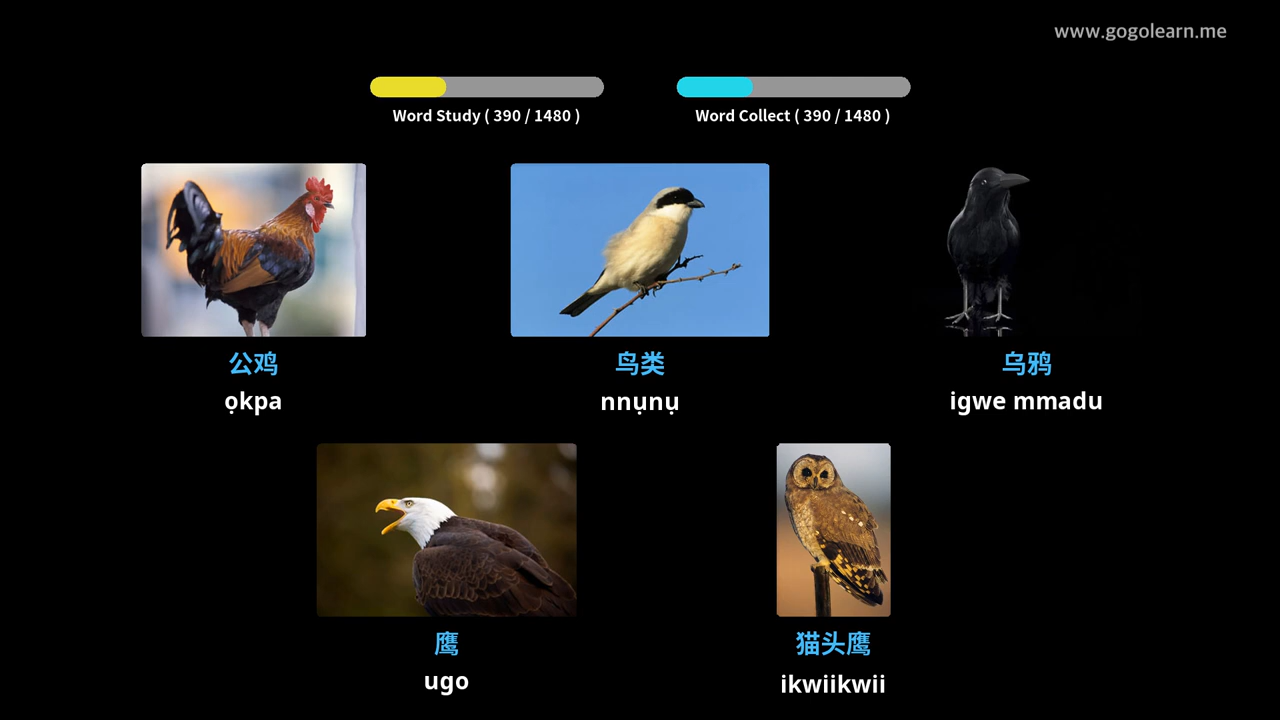 www.gogolearn.me
Word Study ( 390 / 1480 )
Word Collect ( 390 / 1480 )
公鸡
ọkpa
鸟类
nnụnụ
乌鸦
igwe mmadu
鹰
ugo
猫头鹰
ikwiikwii